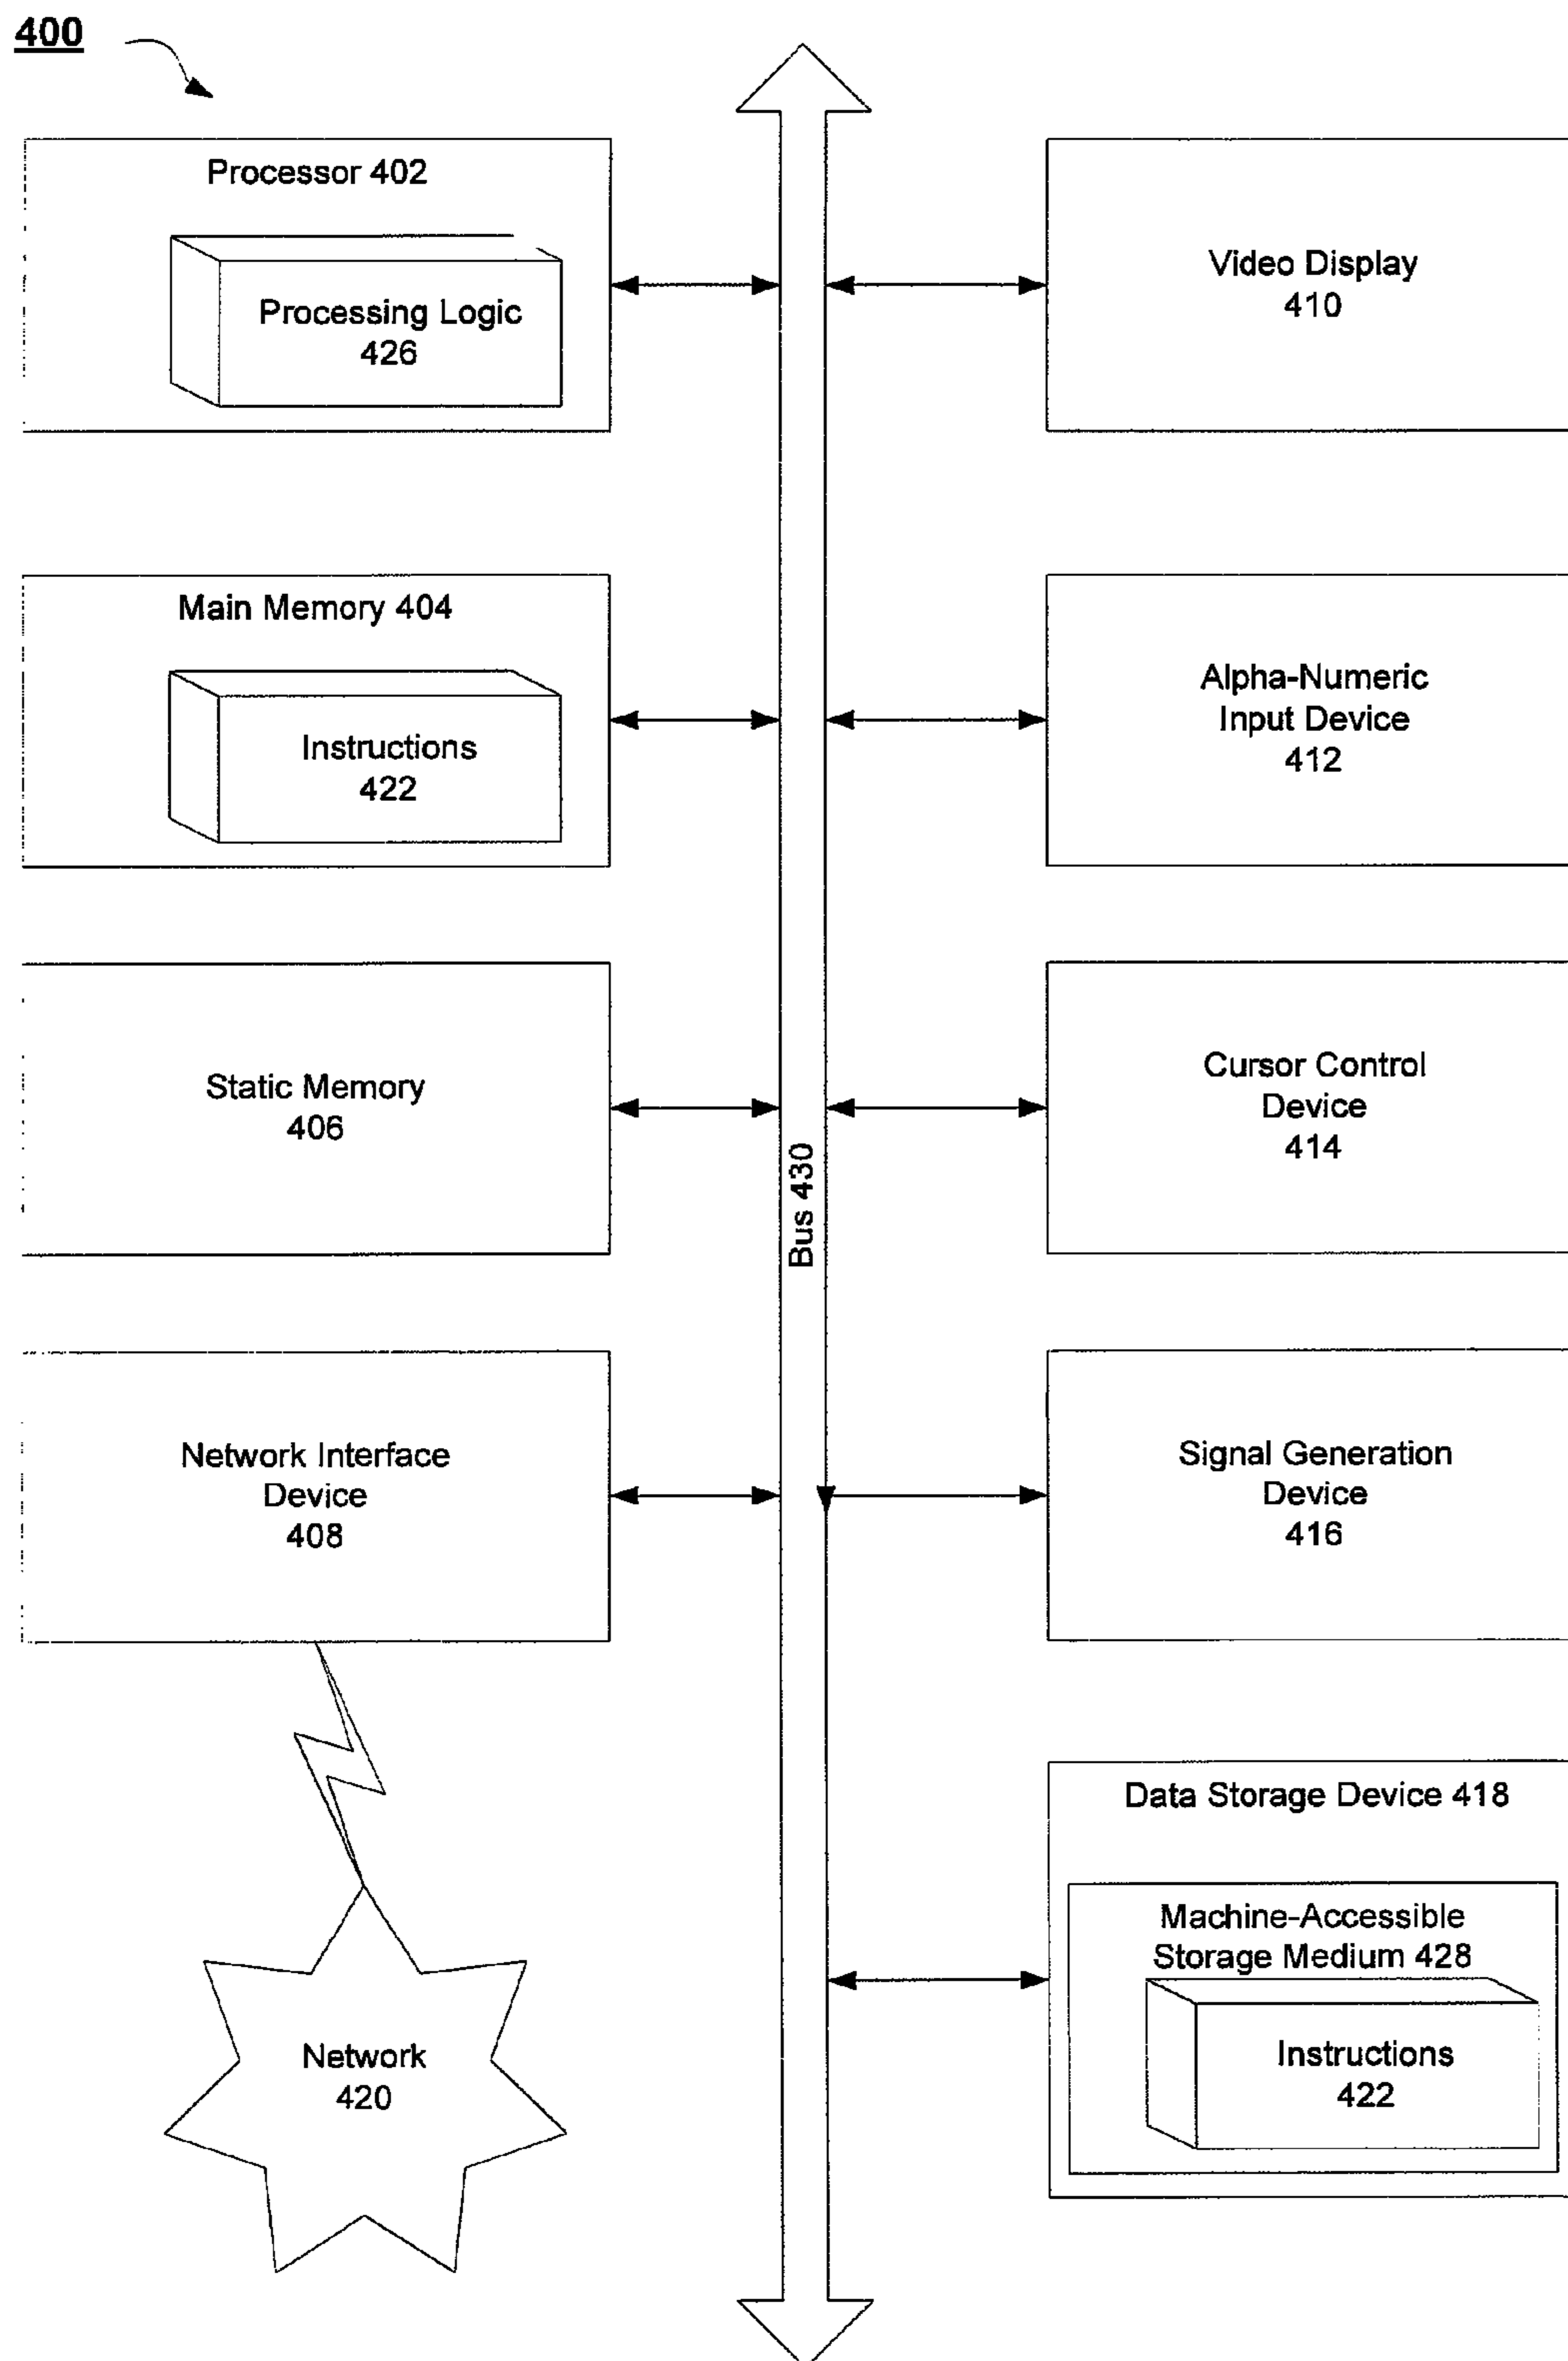 400
Processor 402
Processing Logic
426
Video Display
410
Main Memory 404
Instructions
422
Alpha-Numeric
Input Device
412
Static Memory
406
Cursor Control
Device
414
Bus 430
Network Interface
Device
408
Signal Generation
Device
416
Data Storage Device 418
Machine-Accessible
Storage Medium 428
Instructions
422
Network
420